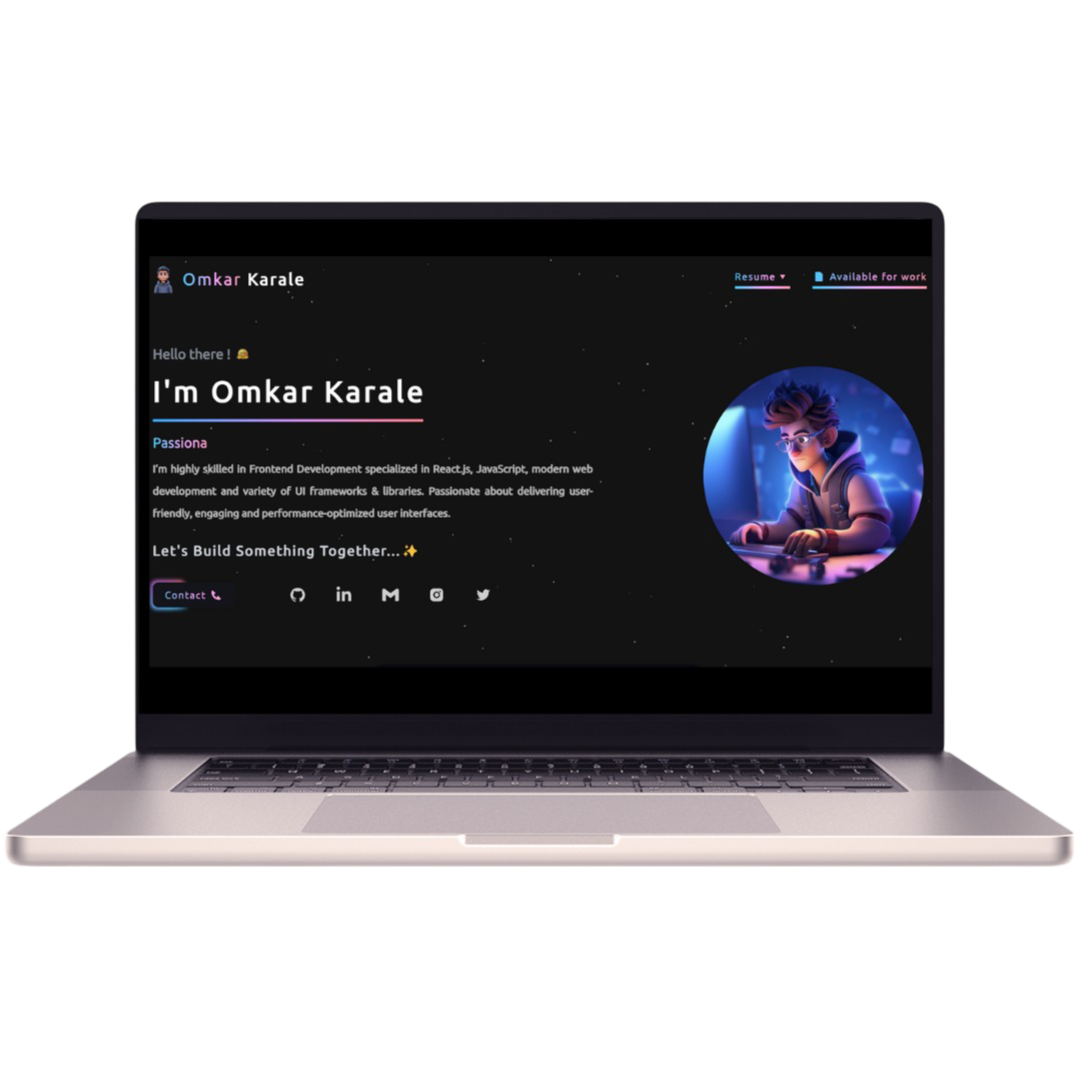 Omkar Karale
Resume
Available for work
Hello there !
I'm Omkar Karale
Passiona
I'm highly skilled in Frontend Development specialized in React.js, JavaScript, modern web
development and variety of UI frameworks & libraries. Passionate about delivering user-
friendly, engaging and performance-optimized user interfaces.
Let's Build Something Together...
Contact
in